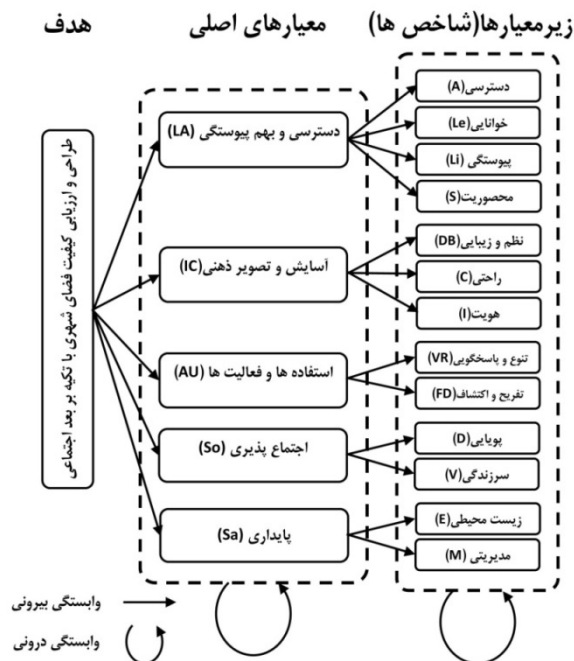 هدف
معیارهای اصلی
زیرمعیارها(شاخص ها)
طراحی و ارزیابی کیفیت فضای شهری با تکیه بر بعد اجتماعی
دسترسی و بهم پیوستگی (LA)
آسایش و تصویر ذهنی(IC)
استفاده ها و فعالیت ها (AU)
اجتماع پذیری (So)
پایداری (Sa)
دسترسی(A)
خوانایی(Le)
پیوستگی (Li)
محصوریت(S)
نظم و زیبایی(DB)
راحتی(C)
هویت(I)
تنوع و پاسخگویی(VR)
تفریح و اکتشاف(FD)
پویایی(D)
سرزندگی(V)
زیست محیطی(E)
مدیریتی (M)
وابستگی بیرونی
وابستگی درونی